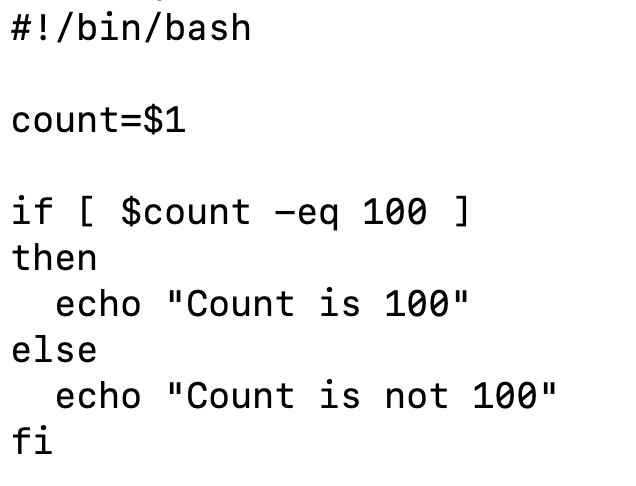 #!/bin/bash
count=$1
if [ $count –eq 100 ]
then
  echo "Count is 100"
else
  echo "Count is not 100"
fi